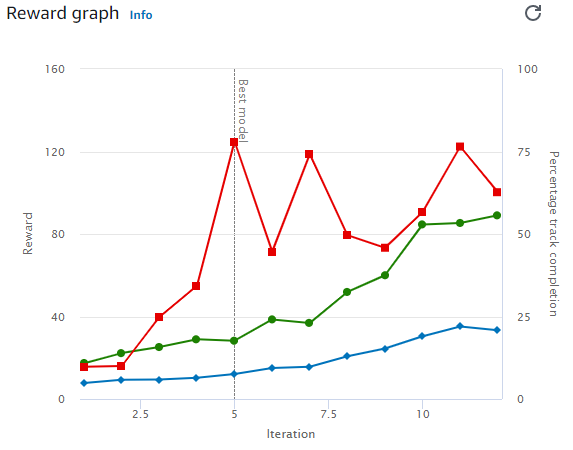 Reward graph Info
160
120
80
40
0
100
75
50
25
0
Reward
Percentage track completion
Best model
2.5
5
7.5
10
Iteration